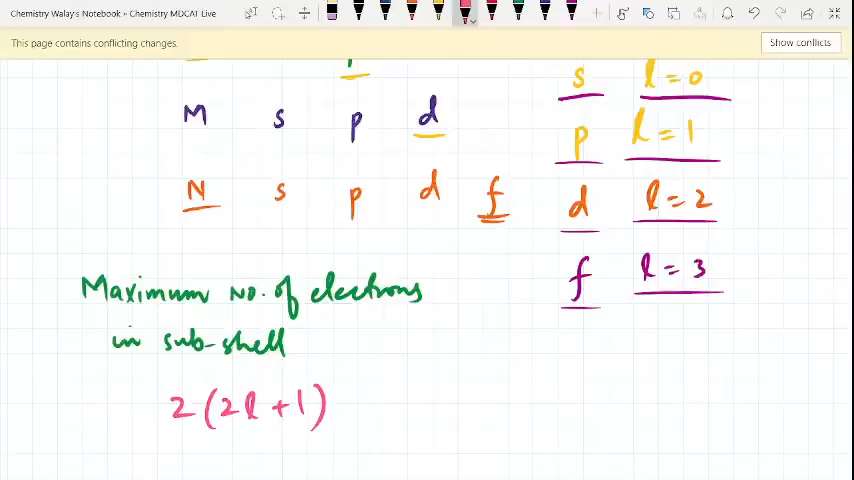 Chemistry Walay's Notebook » Chemistry MDCAT Live
This page contains conflicting changes.
Show conflicts
s l=0
M s p d
p l=1
N s p d f
d l=2
f l=3
Maximum No. of electrons
in sub-shell
2(2l+1)